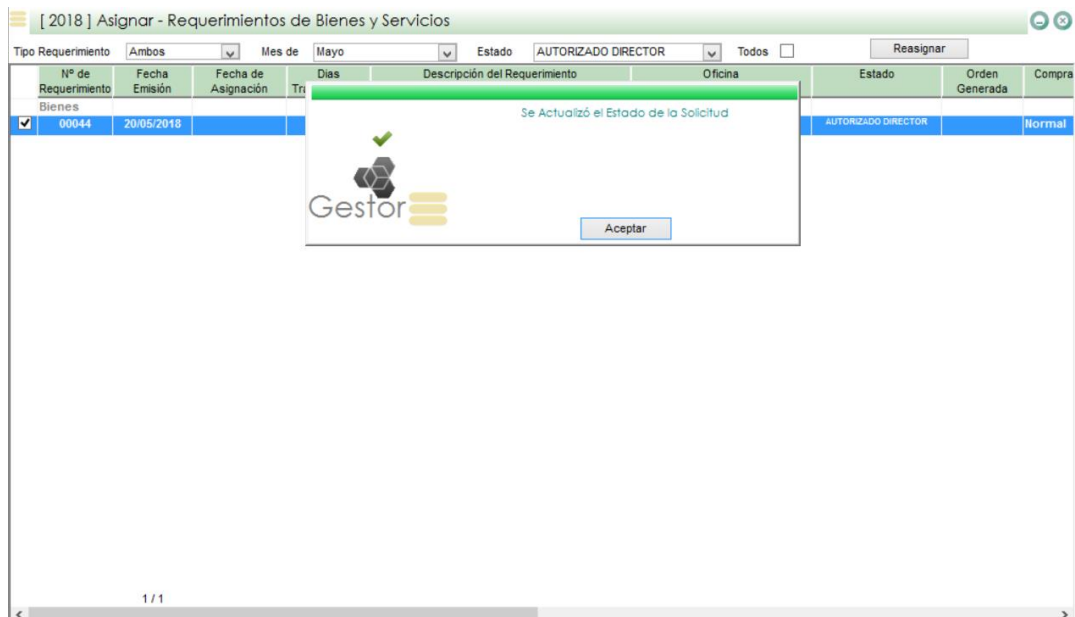 [ 2018 ] Asignar - Requerimientos de Bienes y Servicios
Tipo Requerimiento Ambos Mes de Mayo Estado AUTORIZADO DIRECTOR Todos Reasignar
Nº de Requerimiento Fecha Emisión Fecha de Asignación Dias Descripción del Requerimiento Oficina Estado Orden Generada Compra
Bienes
00044 20/05/2018 AUTORIZADO DIRECTOR Normal
Se Actualizó el Estado de la Solicitud
Gestor
Aceptar
1 / 1